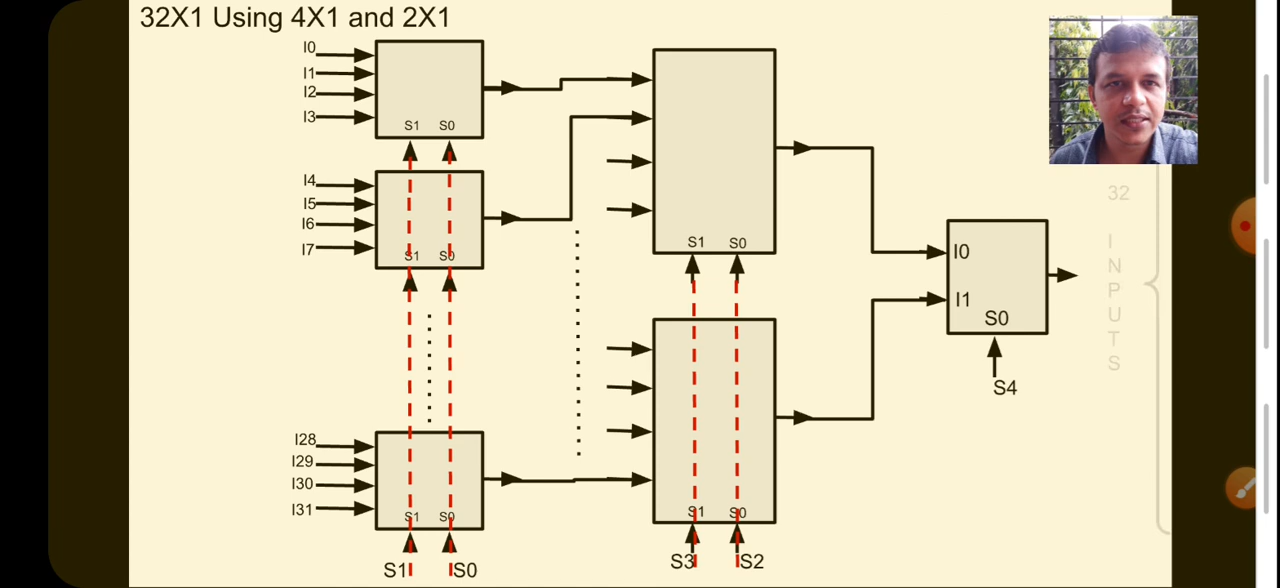 32X1 Using 4X1 and 2X1
I0
I1
I2
I3
S1 S0
I4
I5
I6
I7
S1 S0
I28
I29
I30
I31
S1 S0
S1 S0
S1 S0
S1 S0
S3 S2
I0
I1
S0
S4
32
I
N
P
U
T
S